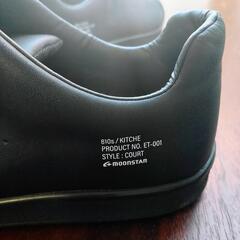 810s / KITCHE
PRODUCT NO. ET-001
STYLE : COURT
MOONSTAR